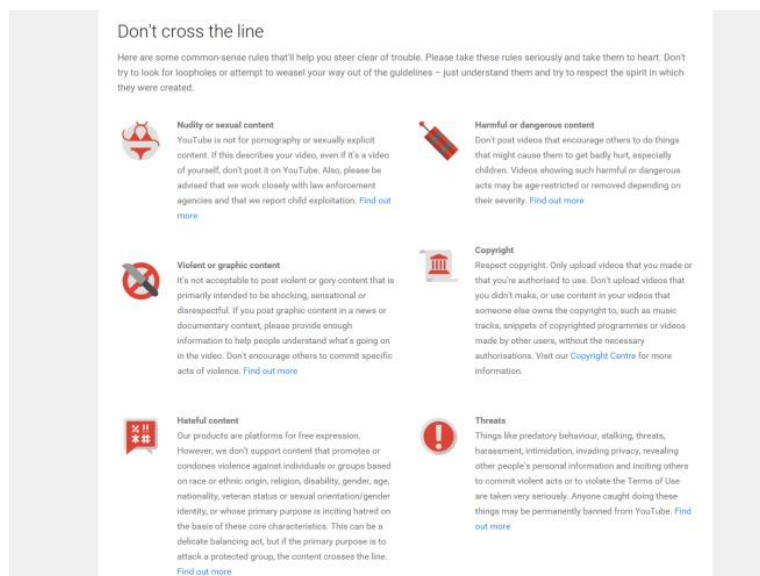 Don't cross the line
Here are some common-sense rules that'll help you steer clear of trouble. Please take these rules seriously and take them to heart. Don't
try to look for loopholes or attempt to weasel your way out of the guidelines – just understand them and try to respect the spirit in which
they were created.
Nudity or sexual content
YouTube is not for pornography or sexually explicit
content. If this describes your video, even if it's a video
of yourself, don't post it on YouTube. Also, please be
advised that we work closely with law enforcement
agencies and that we report child exploitation. Find out
more
Harmful or dangerous content
Don't post videos that encourage others to do things
that might cause them to get badly hurt, especially
children. Videos showing such harmful or dangerous
acts may be age-restricted or removed depending on
their severity. Find out more
Violent or graphic content
It's not acceptable to post violent or gory content that is
primarily intended to be shocking, sensational or
disrespectful. If you post graphic content in a news or
documentary context, please provide enough
information to help people understand what's going on
in the video. Don't encourage others to commit specific
acts of violence. Find out more
Copyright
Respect copyright. Only upload videos that you made or
that you're authorised to use. Don't upload videos that
you didn't make, or use content in your videos that
someone else owns the copyright to, such as music
tracks, snippets of copyrighted programmes or videos
made by other users, without the necessary
authorisations. Visit our Copyright Centre for more
information.
% !!
*#
Hateful content
Our products are platforms for free expression.
However, we don't support content that promotes or
condones violence against individuals or groups based
on race or ethnic origin, religion, disability, gender, age,
nationality, veteran status or sexual orientation/gender
identity, or whose primary purpose is inciting hatred on
the basis of these core characteristics. This can be a
delicate balancing act, but if the primary purpose is to
attack a protected group, the content crosses the line.
Find out more
!
Threats
Things like predatory behaviour, stalking, threats,
harassment, intimidation, invading privacy, revealing
other people's personal information and inciting others
to commit violent acts or to violate the Terms of Use
are taken very seriously. Anyone caught doing these
things may be permanently banned from YouTube. Find
out more